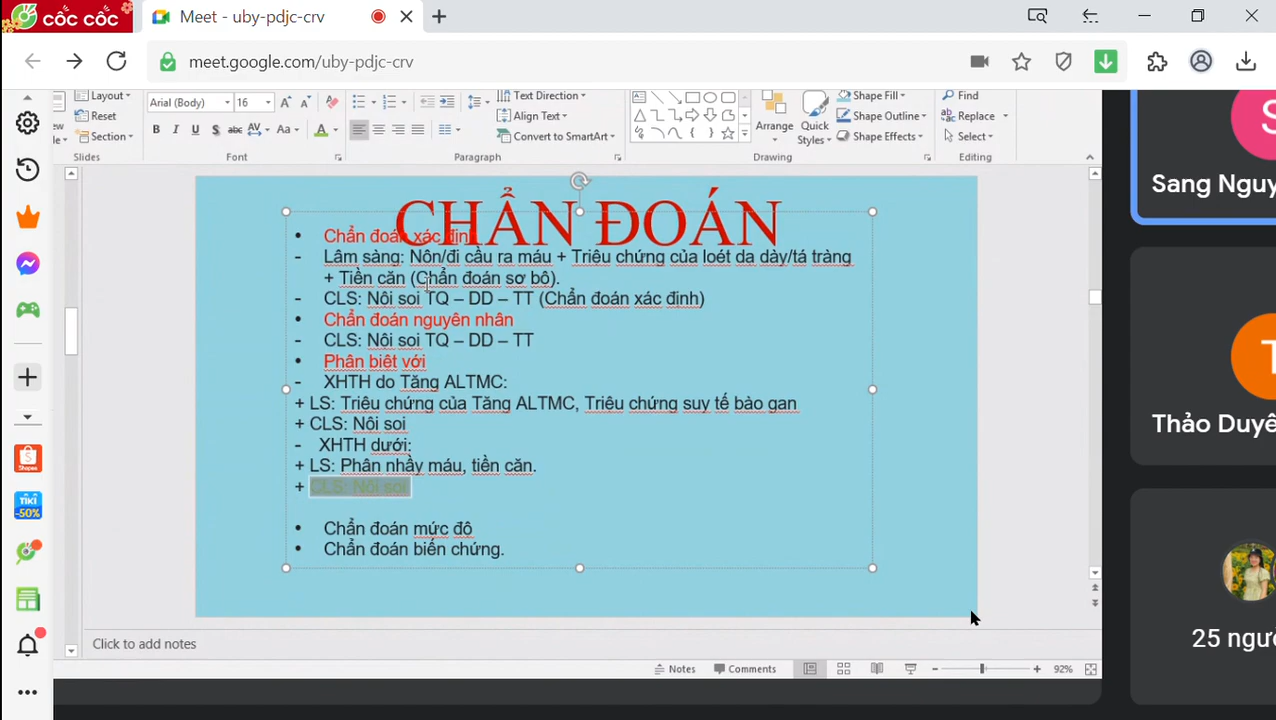 cốc cốc
Meet - uby-pdjc-crv
meet.google.com/uby-pdjc-crv
Layout
Reset
Section
Slides
Arial (Body)
16
B I U S abc AV Aa A
Font
Text Direction
Align Text
Convert to SmartArt
Paragraph
Arrange
Quick
Styles
Shape Fill
Shape Outline
Shape Effects
Drawing
Find
Replace
Select
Editing
CHẨN ĐOÁN
• Chẩn đoán xác định
- Lâm sàng: Nôn/đi cầu ra máu + Triệu chứng của loét dạ dày/tá tràng
+ Tiền căn (Chẩn đoán sơ bộ).
- CLS: Nội soi TQ – DD – TT (Chẩn đoán xác định)
• Chẩn đoán nguyên nhân
- CLS: Nội soi TQ – DD – TT
• Phân biệt với
- XHTH do Tăng ALTMC:
+ LS: Triệu chứng của Tăng ALTMC, Triệu chứng suy tế bào gan
+ CLS: Nội soi
- XHTH dưới:
+ LS: Phân nhầy máu, tiền căn.
+ CLS: Nội soi.
• Chẩn đoán mức độ
• Chẩn đoán biến chứng.
Click to add notes
Notes
Comments
92%
Sang Nguy
Thảo Duyê
25 ngườ
Shopee
TIKI
-50%